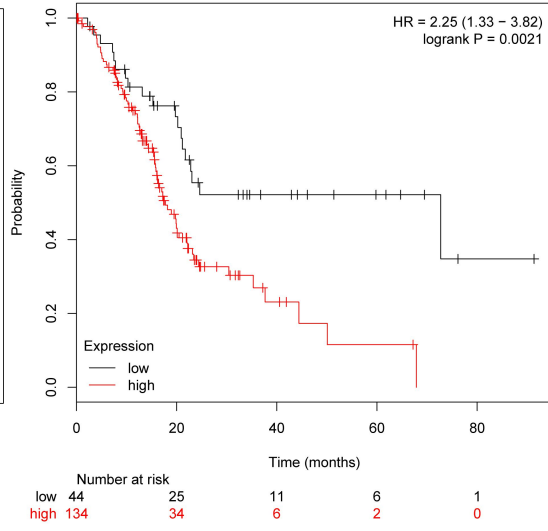 HR = 2.25 (1.33 − 3.82)
logrank P = 0.0021
1.0
0.8
0.6
0.4
0.2
0.0
Probability
Expression
low
high
0 20 40 60 80
Time (months)
Number at risk
low 44 25 11 6 1
high 134 34 6 2 0